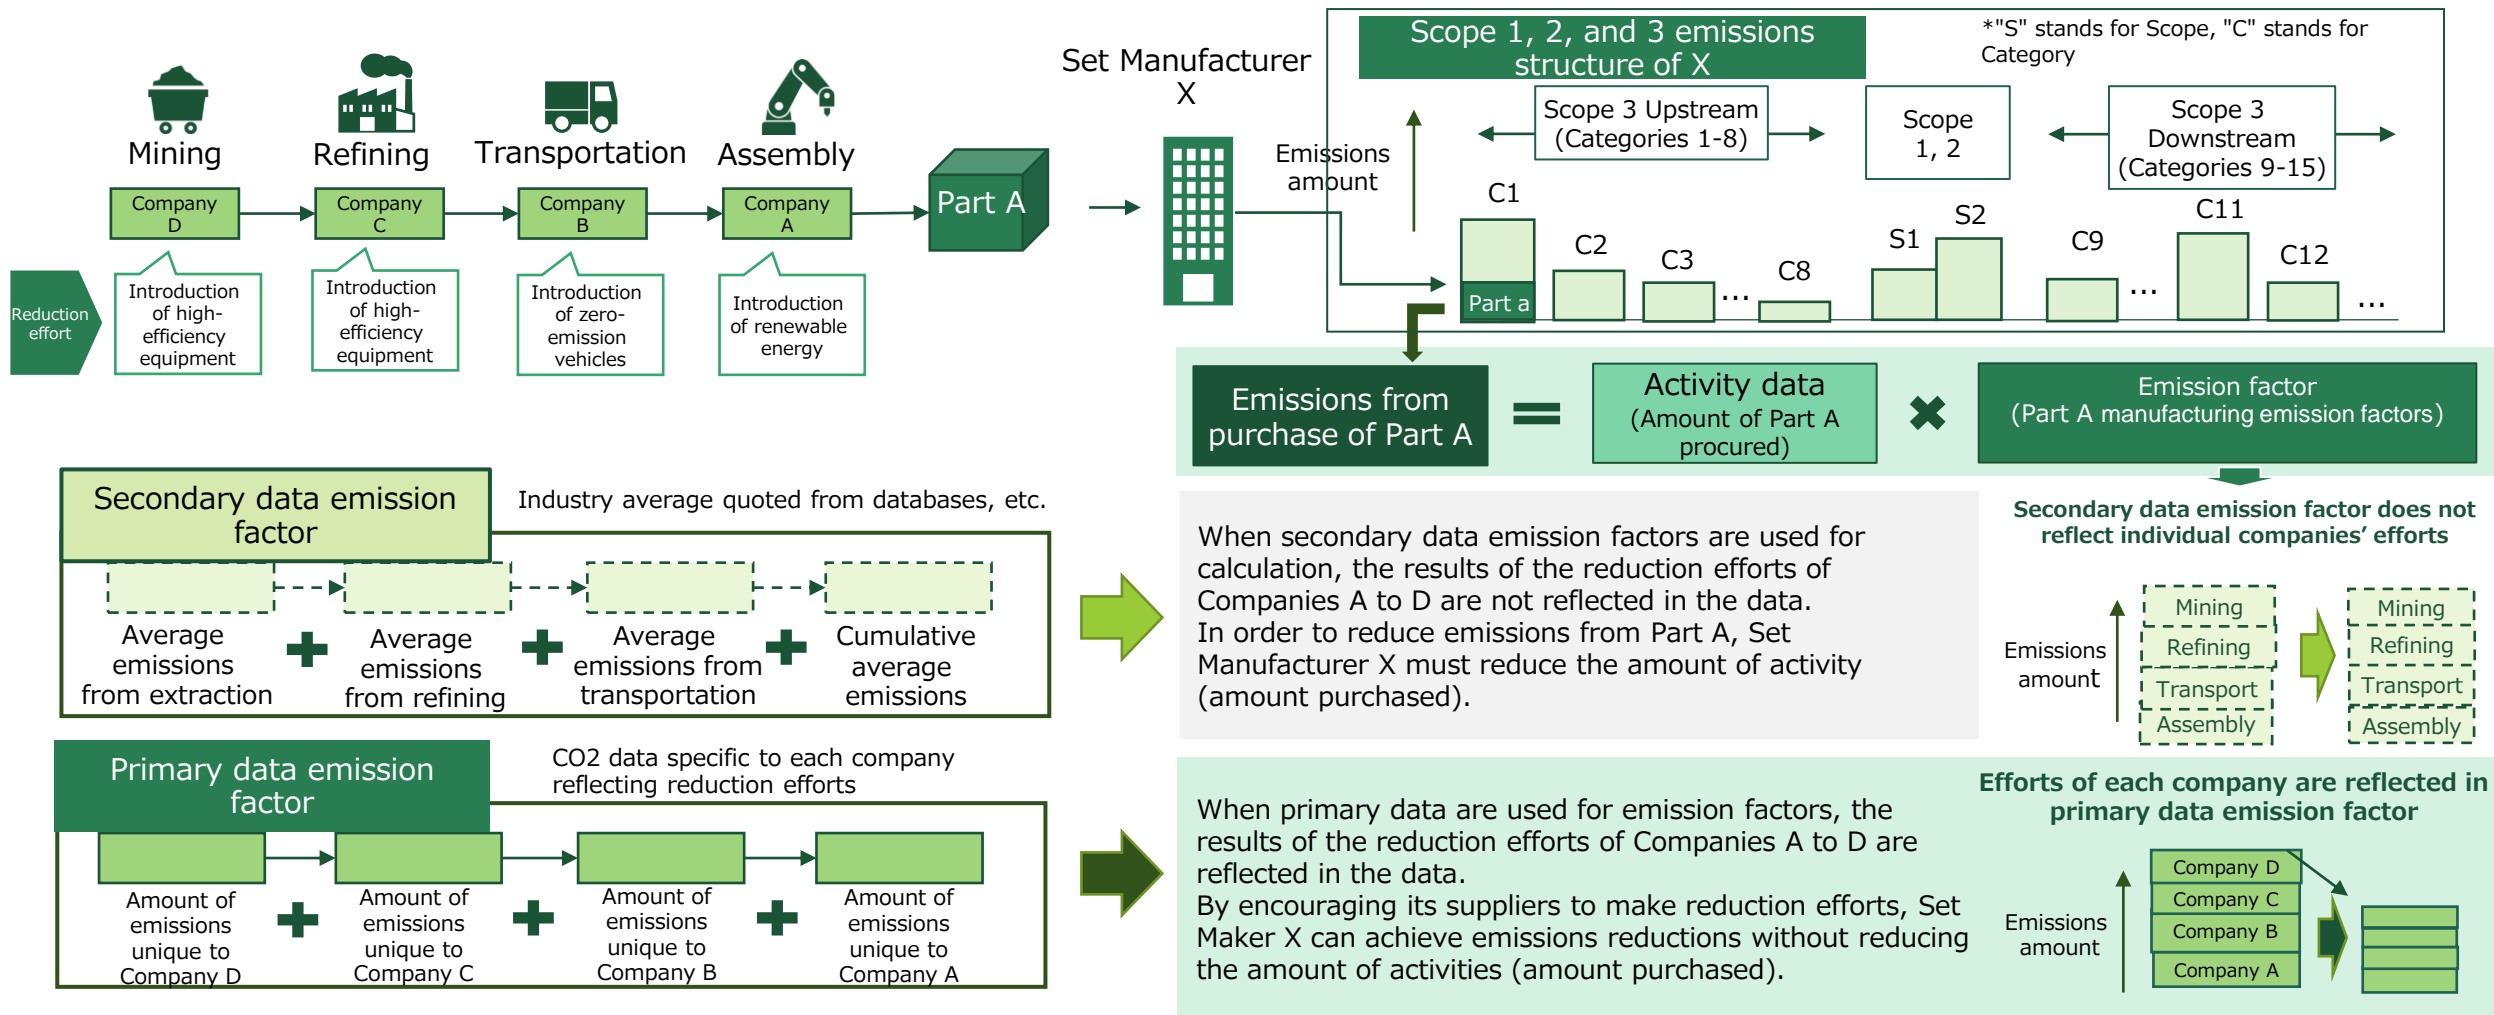 Mining
Refining
Transportation
Assembly
Company
D
Company
C
Company
B
Company
A
Part A
Reduction
effort
Introduction
of high-
efficiency
equipment
Introduction
of high-
efficiency
equipment
Introduction
of zero-
emission
vehicles
Introduction
of renewable
energy
Set Manufacturer
X
Scope 1, 2, and 3 emissions
structure of X
*"S" stands for Scope, "C" stands for
Category
Emissions
amount
Scope 3 Upstream
(Categories 1-8)
Scope
1, 2
Scope 3
Downstream
(Categories 9-15)
C1
C2
C3
...
C8
S1
S2
C9
...
C11
C12
...
Part a
Emissions from
purchase of Part A
=
Activity data
(Amount of Part A
procured)
×
Emission factor
(Part A manufacturing emission factors)
Secondary data emission
factor
Industry average quoted from databases, etc.
Average
emissions
from extraction
+
Average
emissions
from refining
+
Average
emissions from
transportation
+
Cumulative
average
emissions
When secondary data emission factors are used for
calculation, the results of the reduction efforts of
Companies A to D are not reflected in the data.
In order to reduce emissions from Part A, Set
Manufacturer X must reduce the amount of activity
(amount purchased).
Secondary data emission factor does not
reflect individual companies’ efforts
Emissions
amount
Mining
Refining
Transport
Assembly
Mining
Refining
Transport
Assembly
Primary data emission
factor
CO2 data specific to each company
reflecting reduction efforts
Amount of
emissions
unique to
Company D
+
Amount of
emissions
unique to
Company C
+
Amount of
emissions
unique to
Company B
+
Amount of
emissions
unique to
Company A
When primary data are used for emission factors, the
results of the reduction efforts of Companies A to D are
reflected in the data.
By encouraging its suppliers to make reduction efforts, Set
Maker X can achieve emissions reductions without reducing
the amount of activities (amount purchased).
Efforts of each company are reflected in
primary data emission factor
Emissions
amount
Company D
Company C
Company B
Company A